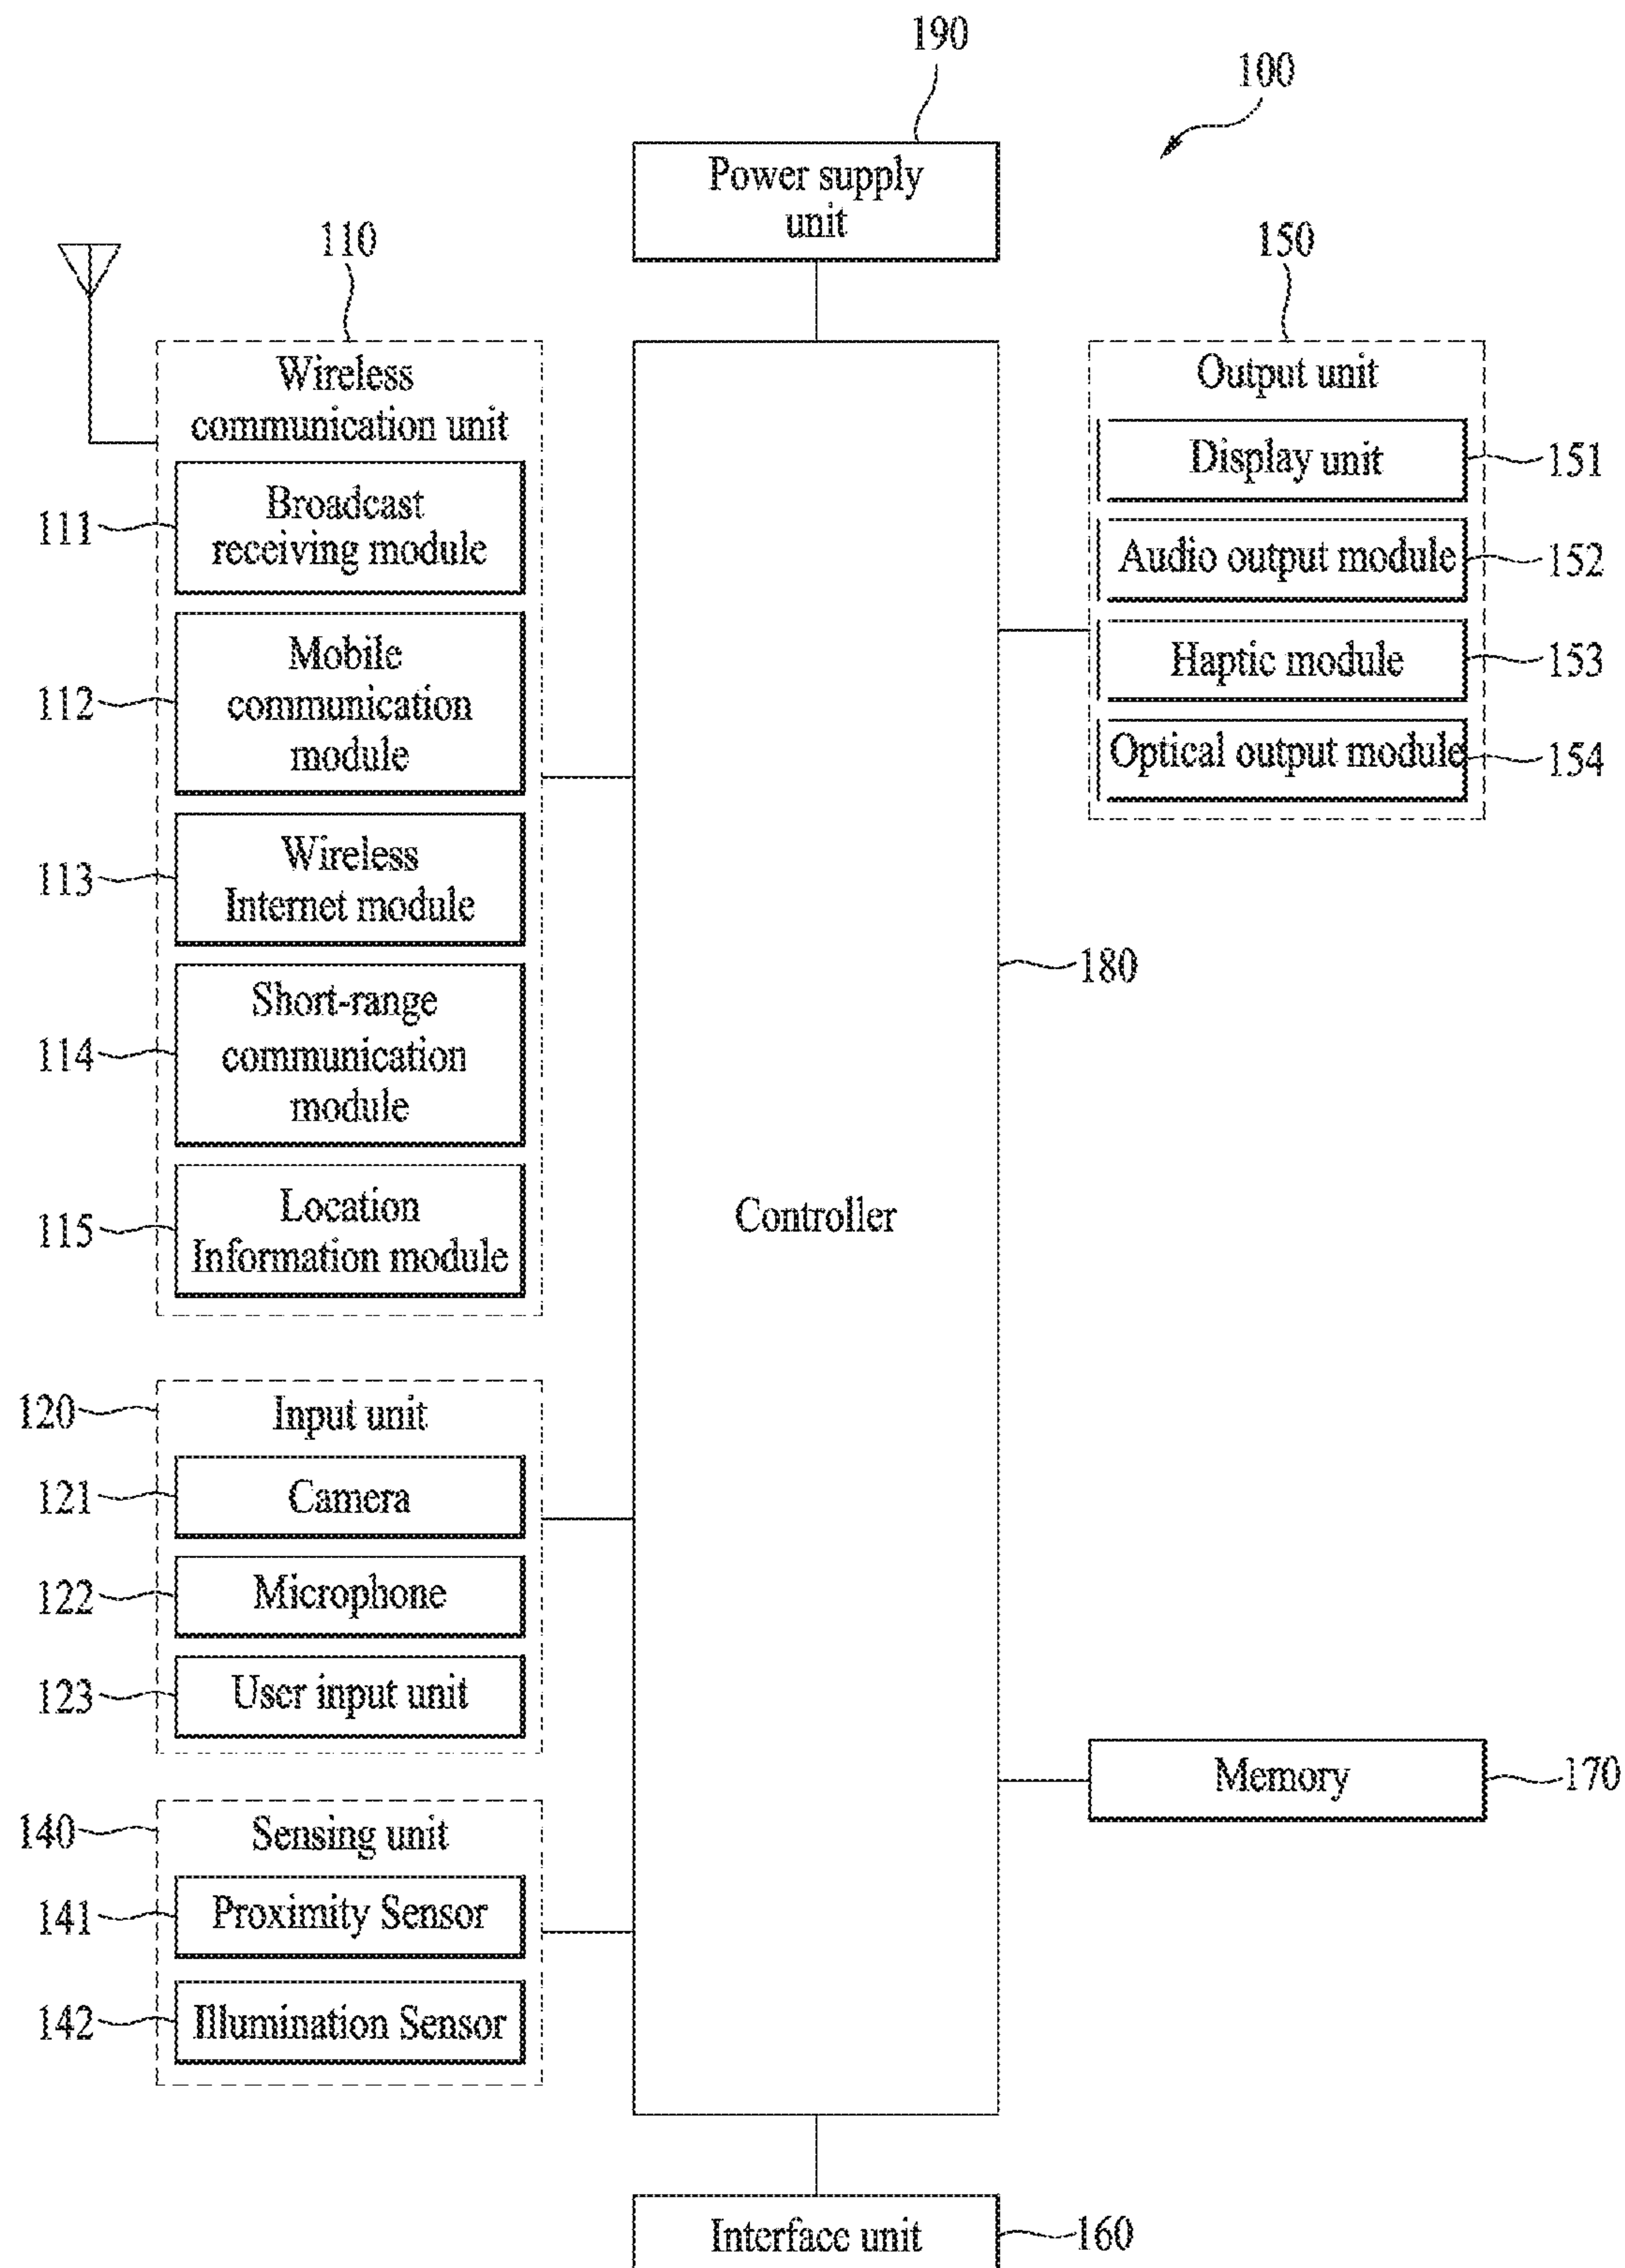 190
100
Power supply
unit
110
Wireless
communication unit
111
Broadcast
receiving module
112
Mobile
communication
module
113
Wireless
Internet module
114
Short-range
communication
module
115
Location
Information module
120
Input unit
121
Camera
122
Microphone
123
User input unit
140
Sensing unit
141
Proximity Sensor
142
Illumination Sensor
Controller
180
150
Output unit
Display unit
151
Audio output module
152
Haptic module
153
Optical output module
154
Memory
170
Interface unit
160